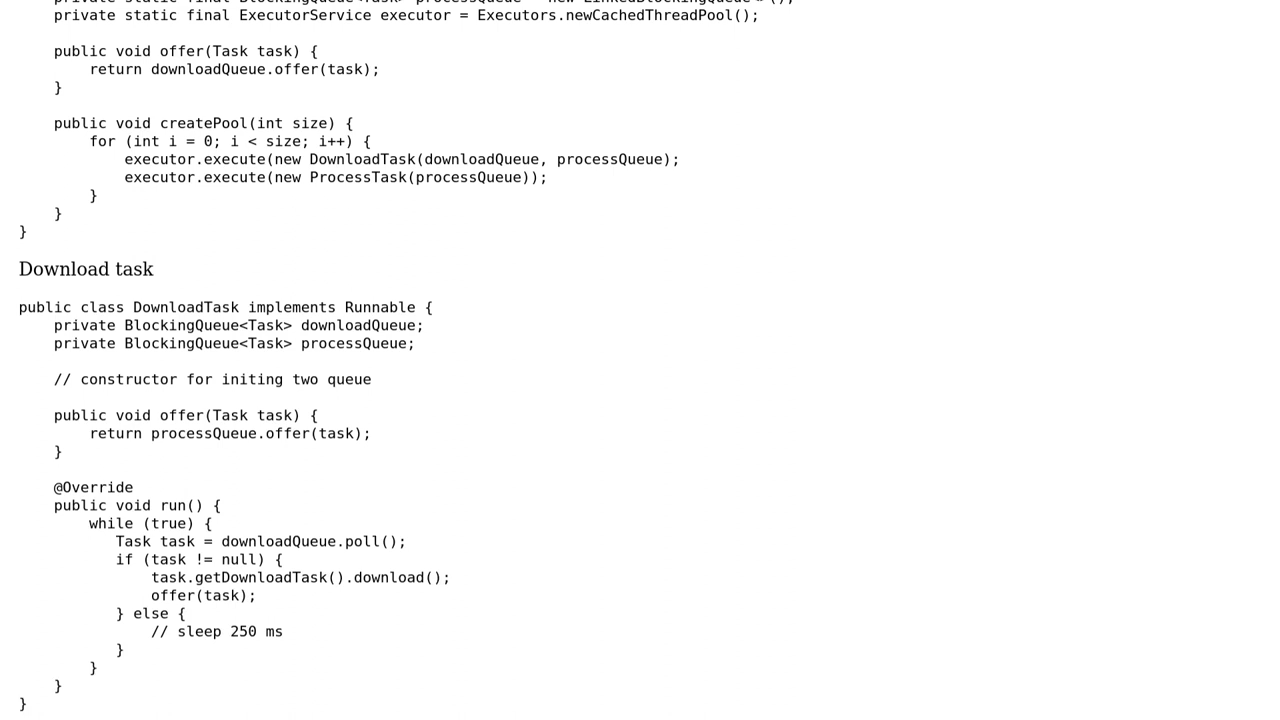 private static final ExecutorService executor = Executors.newCachedThreadPool();
public void offer(Task task) {
return downloadQueue.offer(task);
}
public void createPool(int size) {
for (int i = 0; i < size; i++) {
executor.execute(new DownloadTask(downloadQueue, processQueue);
executor.execute(new ProcessTask(processQueue));
}
}
}
Download task
public class DownloadTask implements Runnable {
private BlockingQueue<Task> downloadQueue;
private BlockingQueue<Task> processQueue;
// constructor for initing two queue
public void offer(Task task) {
return processQueue.offer(task);
}
@Override
public void run() {
while (true) {
Task task = downloadQueue.poll();
if (task != null) {
task.getDownloadTask().download();
offer(task);
} else {
// sleep 250 ms
}
}
}
}